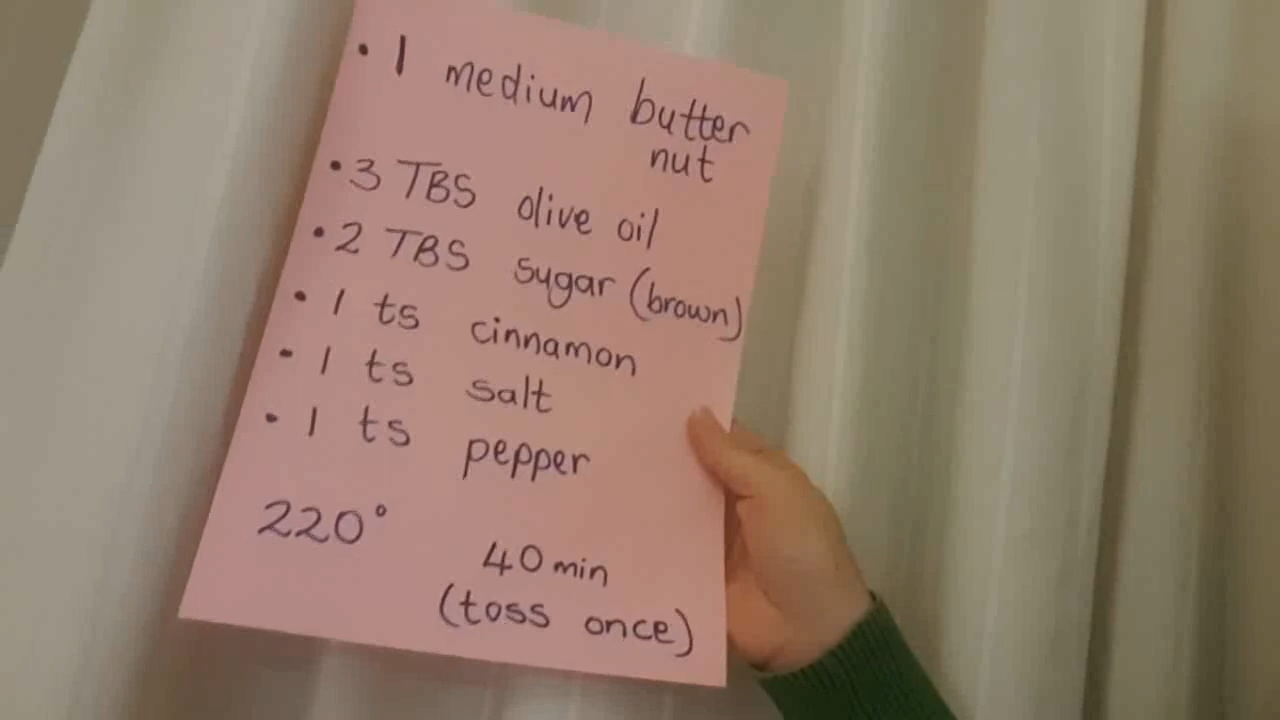 • 1 medium butter
nut
• 3 TBS olive oil
• 2 TBS sugar (brown)
• 1 ts cinnamon
• 1 ts salt
• 1 ts pepper
220° 40 min
(toss once)